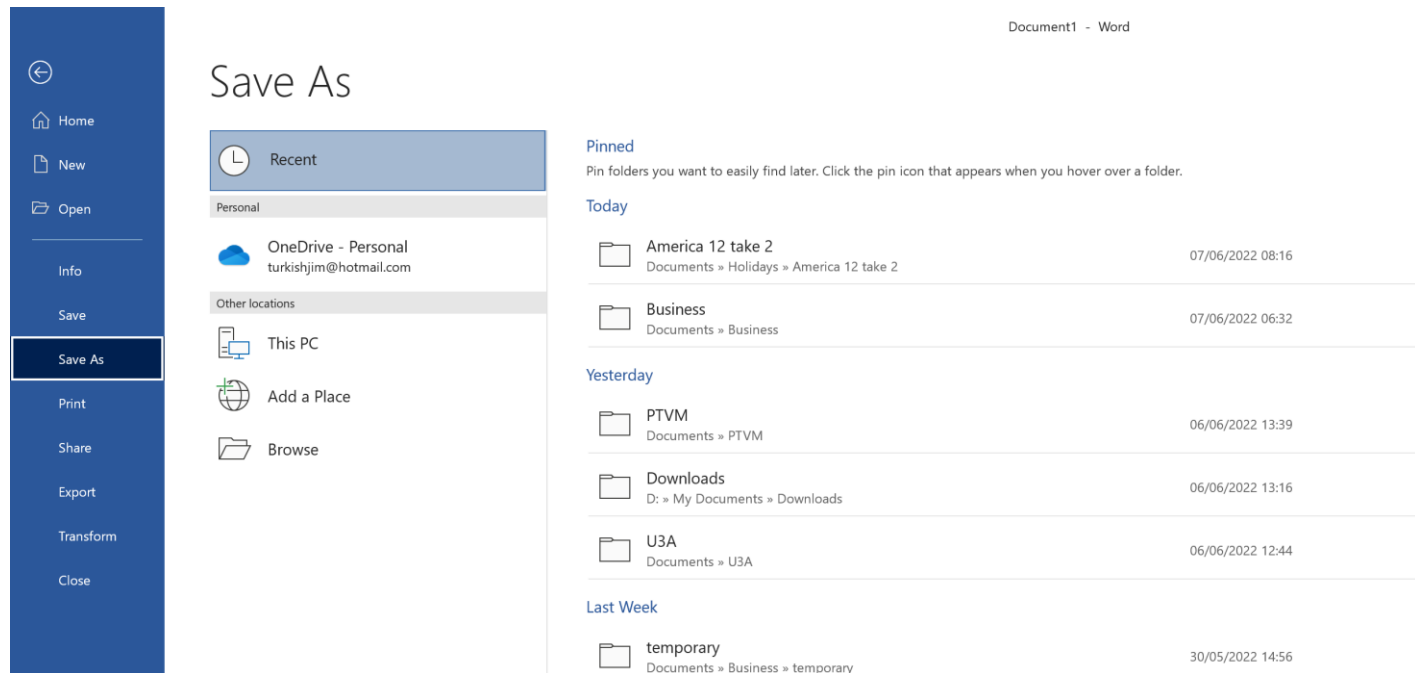 Document1 - Word
Save As
Home
New
Open
Info
Save
Save As
Print
Share
Export
Transform
Close
Recent
Personal
OneDrive - Personal
turkishjim@hotmail.com
Other locations
This PC
Add a Place
Browse
Pinned
Pin folders you want to easily find later. Click the pin icon that appears when you hover over a folder.
Today
America 12 take 2
Documents » Holidays » America 12 take 2
07/06/2022 08:16
Business
Documents » Business
07/06/2022 06:32
Yesterday
PTVM
Documents » PTVM
06/06/2022 13:39
Downloads
D: » My Documents » Downloads
06/06/2022 13:16
U3A
Documents » U3A
06/06/2022 12:44
Last Week
temporary
Documents » Business » temporary
30/05/2022 14:56